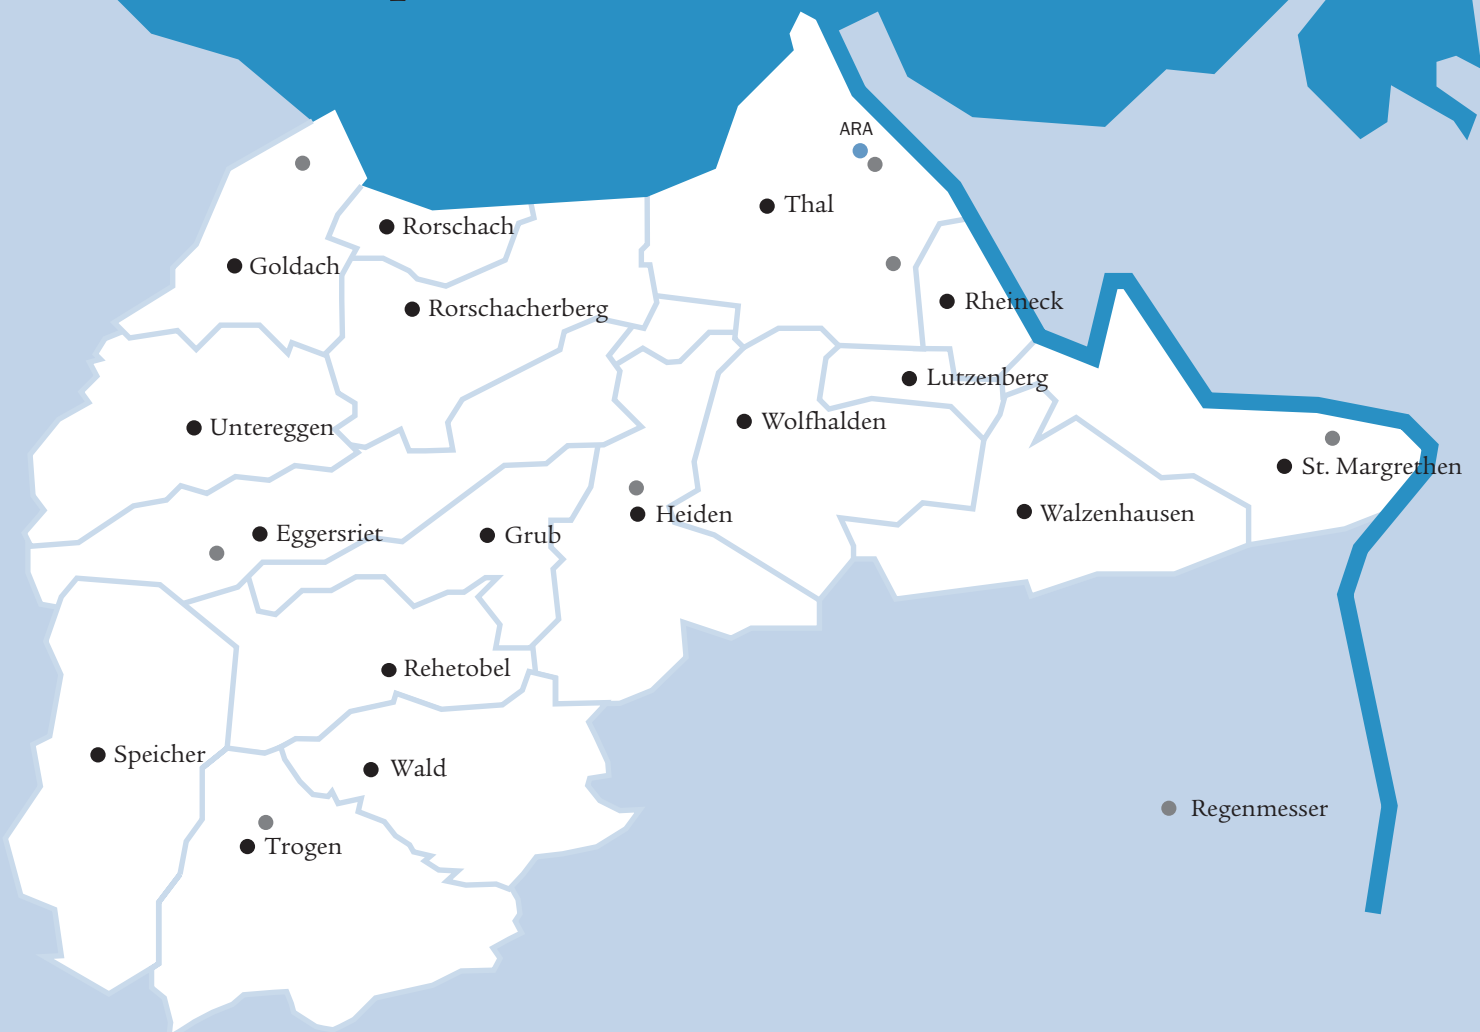 ARA
Thal
Rorschach
Goldach
Rheineck
Rorschacherberg
Lutzenberg
Wolfhalden
Untereggen
St. Margrethen
Walzenhausen
Heiden
Eggersriet
Grub
Rehetobel
Speicher
Wald
Regenmesser
Trogen